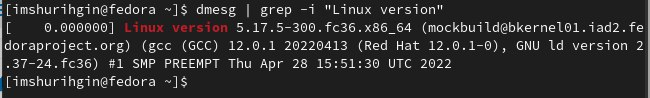 [imshurihgin@fedora ~]$ dmesg | grep -i "Linux version"
[    0.000000] Linux version 5.17.5-300.fc36.x86_64 (mockbuild@bkernel01.iad2.fe
doraproject.org) (gcc (GCC) 12.0.1 20220413 (Red Hat 12.0.1-0), GNU ld version 2
.37-24.fc36) #1 SMP PREEMPT Thu Apr 28 15:51:30 UTC 2022
[imshurihgin@fedora ~]$